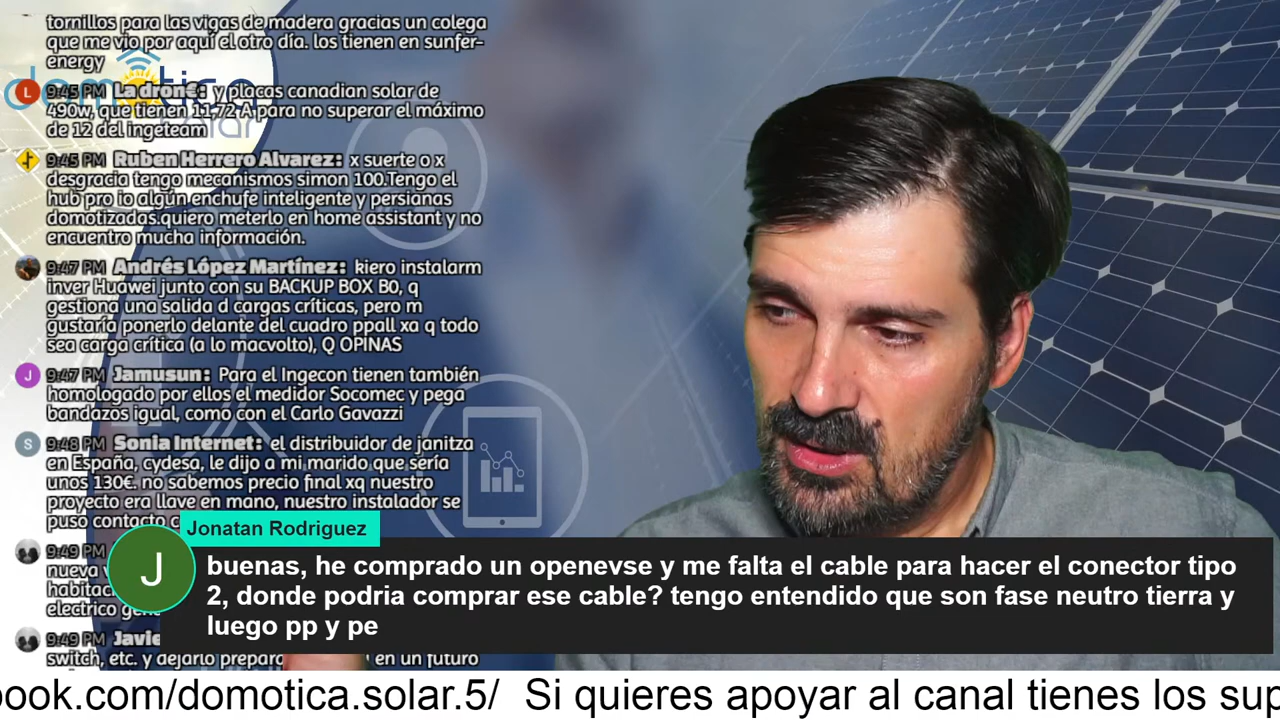 tornillos para las vigas de madera gracias un colega
que me vio por aquí el otro día. los tienen en sunfer-
energy
domotica
solar
L
9:45 PM Ladrón€: y placas canadian solar de
490w, que tienen 11,72 A para no superar el máximo
de 12 del ingeteam
9:45 PM Ruben Herrero Alvarez: x suerte o x
desgracia tengo mecanismos simon 100.Tengo el
hub pro io algún enchufe inteligente y persianas
domotizadas.quiero meterlo en home assistant y no
encuentro mucha información.
9:47 PM Andrés López Martínez: kiero instalarm
inver Huawei junto con su BACKUP BOX B0, q
gestiona una salida d cargas críticas, pero m
gustaría ponerlo delante del cuadro ppall xa q todo
sea carga crítica (a lo macvolto), Q OPINAS
J
9:47 PM Jamusun: Para el Ingecon tienen también
homologado por ellos el medidor Socomec y pega
bandazos igual, como con el Carlo Gavazzi
S
9:48 PM Sonia Internet: el distribuidor de janitza
en España, cydesa, le dijo a mi marido que sería
unos 130€. no sabemos precio final xq nuestro
proyecto era llave en mano, nuestro instalador se
puso contacto c
9:49 PM
nueva
habitac
electrico
9:49 PM Javie
switch, etc. y dejarlo prepara en un futuro
Jonatan Rodriguez
J
buenas, he comprado un openevse y me falta el cable para hacer el conector tipo
2, donde podria comprar ese cable? tengo entendido que son fase neutro tierra y
luego pp y pe
book.com/domotica.solar.5/ Si quieres apoyar al canal tienes los sup